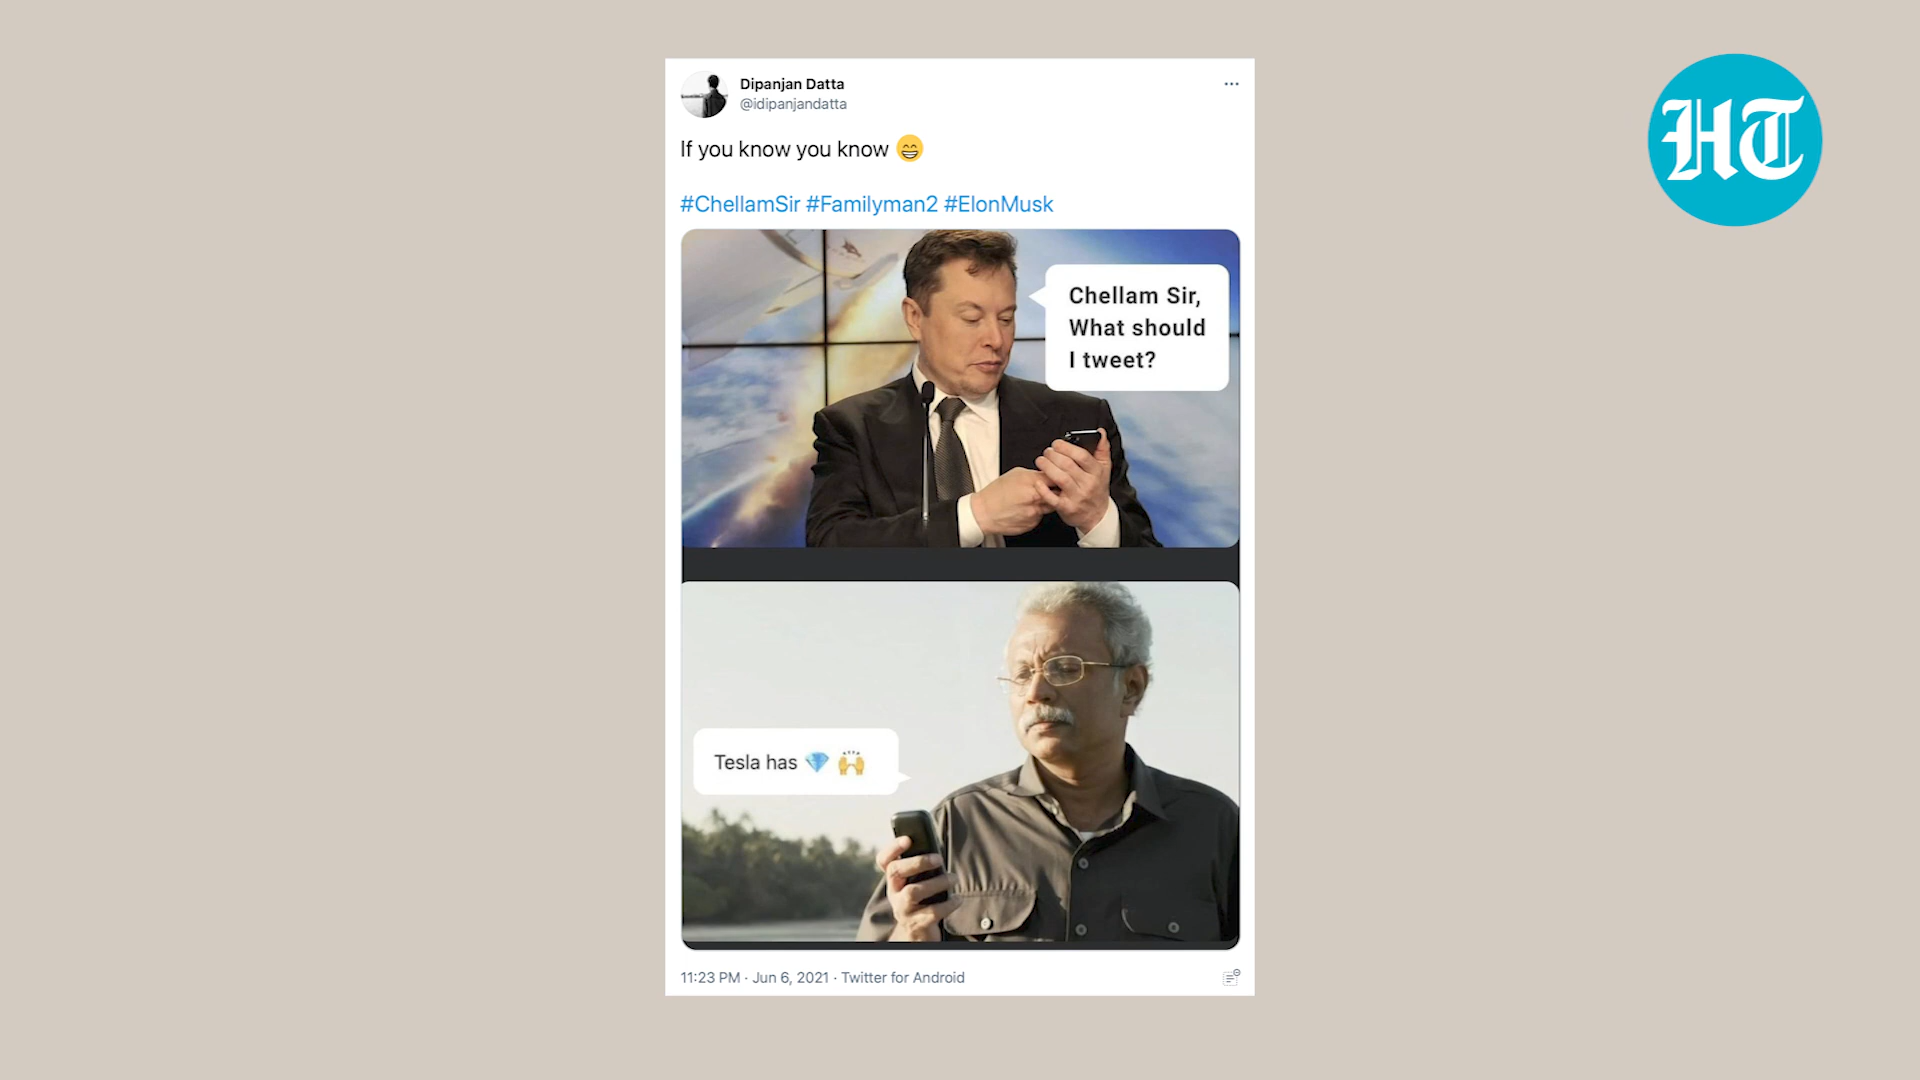 Dipanjan Datta
@idipanjandatta
If you know you know 😁
#ChellamSir #Familyman2 #ElonMusk
Chellam Sir,
What should
I tweet?
Tesla has 💎 🙌
11:23 PM · Jun 6, 2021 · Twitter for Android
HT